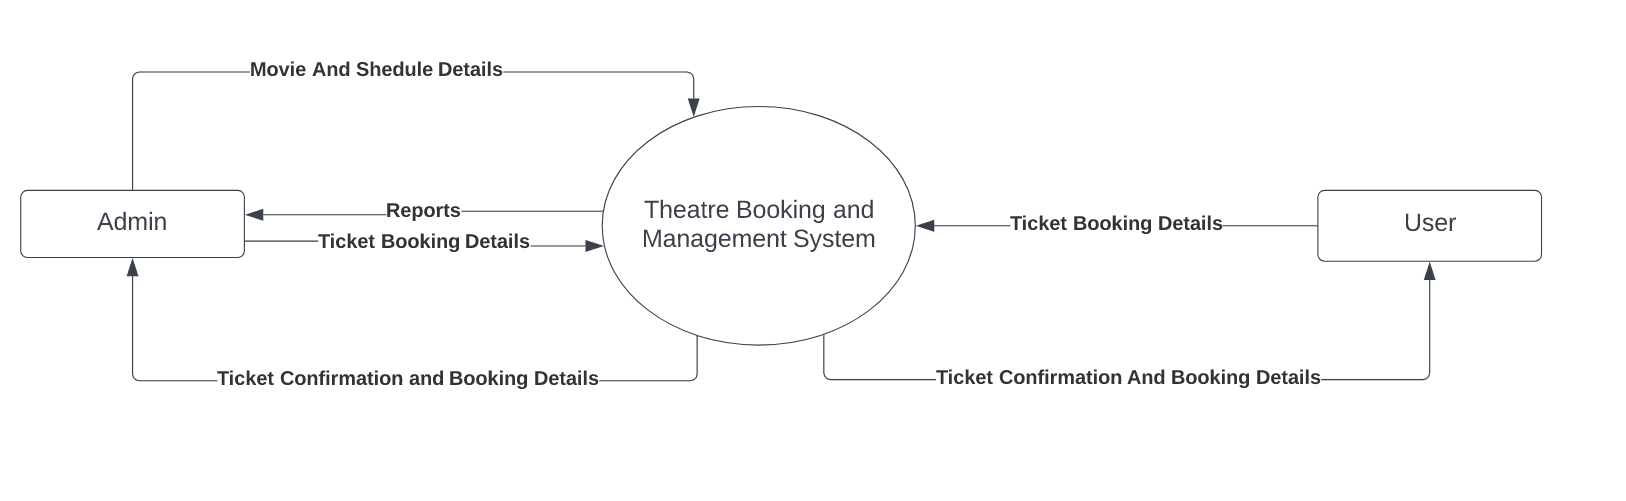 Movie And Shedule Details
Admin
Reports
Ticket Booking Details
Theatre Booking and
Management System
Ticket Booking Details
User
Ticket Confirmation and Booking Details
Ticket Confirmation And Booking Details